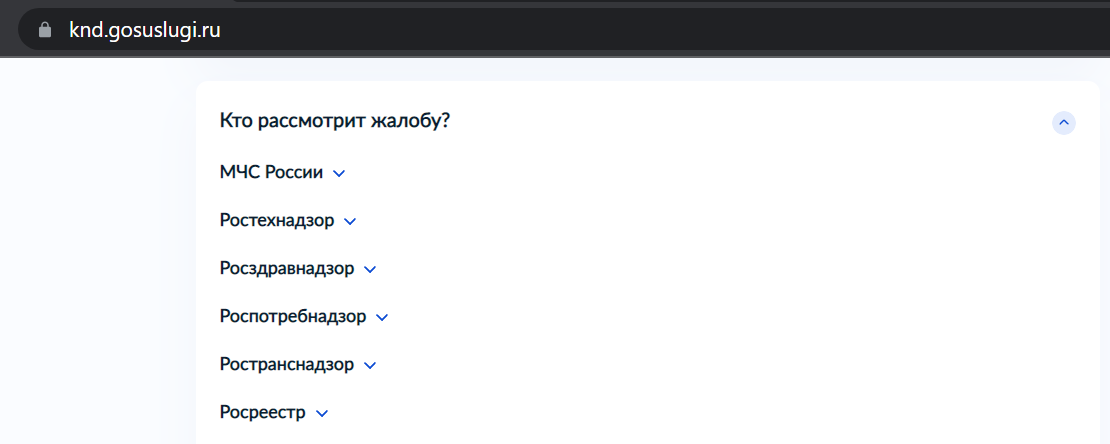 knd.gosuslugi.ru
Кто рассмотрит жалобу?
МЧС России
Ростехнадзор
Росздравнадзор
Роспотребнадзор
Ространснадзор
Росреестр